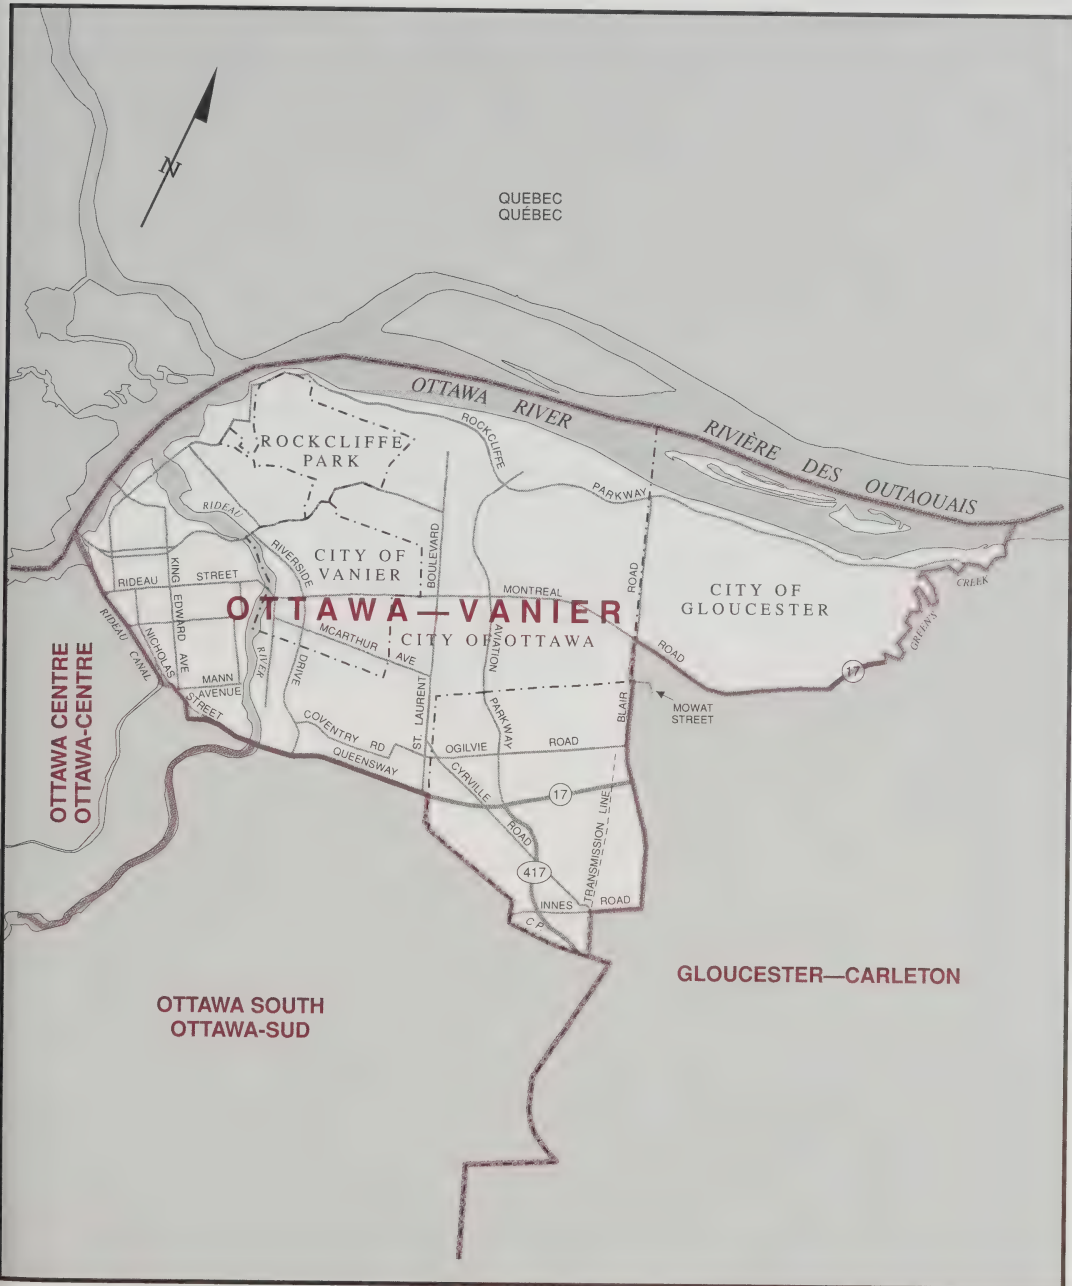 N
QUEBEC
QUÉBEC
OTTAWA RIVER
RIVIÈRE DES OUTAOUAIS
ROCKCLIFFE
PARK
ROCKCLIFFE PARKWAY
RIDEAU RIVER
RIVERSIDE DRIVE
CITY OF
VANIER
BOULEVARD
ST. LAURENT
KING EDWARD AVE
RIDEAU STREET
MONTREAL ROAD
BLAIR ROAD
CITY OF
GLOUCESTER
GREEN'S CREEK
OTTAWA—VANIER
CITY OF OTTAWA
RIDEAU CANAL
NICHOLAS STREET
MCARTHUR AVE
AVIATION PARKWAY
MANN
AVENUE
17
MOWAT
STREET
OTTAWA CENTRE
OTTAWA-CENTRE
COVENTRY RD
QUEENSWAY
OGILVIE ROAD
CYRVILLE ROAD
17
TRANSMISSION LINE
417
INNES ROAD
C P
GLOUCESTER—CARLETON
OTTAWA SOUTH
OTTAWA-SUD